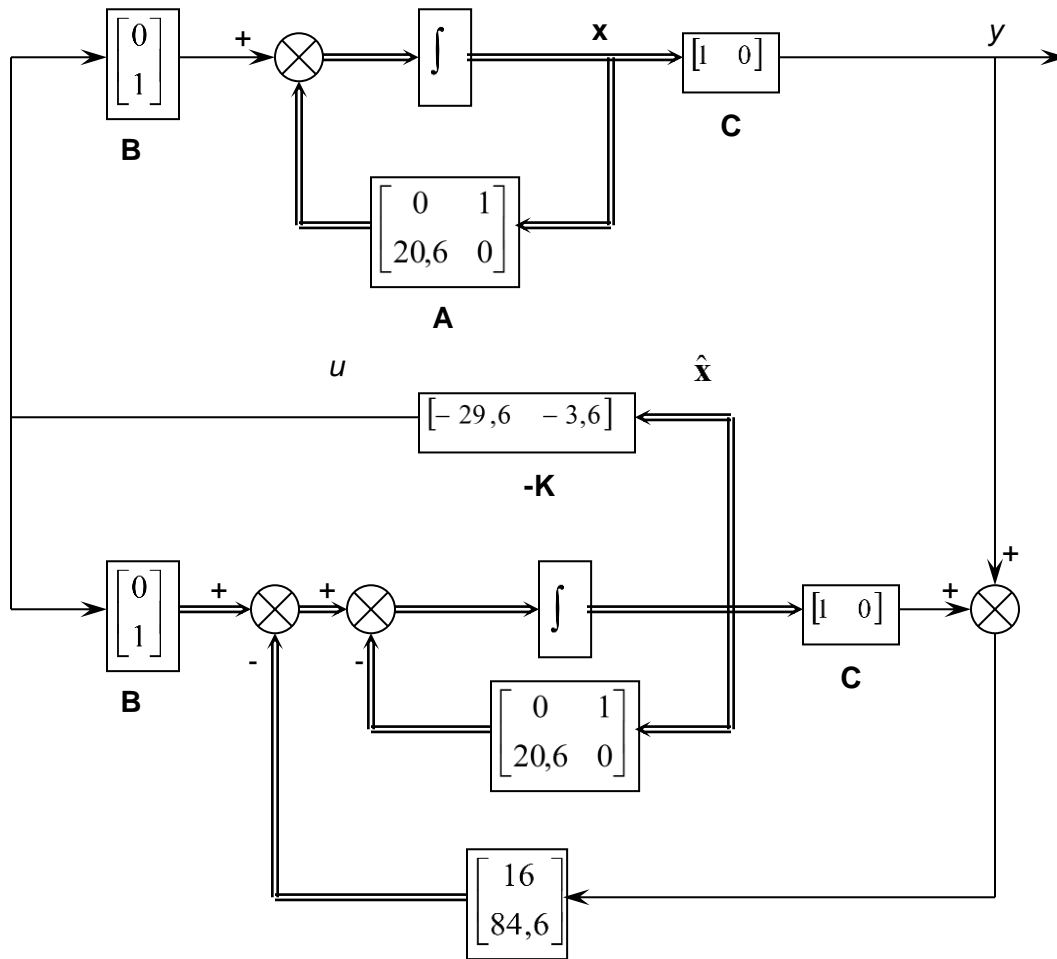 x y
[0 1] + ∫ [1 0]
B C
[0 1
20,6 0]
A
u x̂
[− 29,6 − 3,6]
-K
+
[0 1] + + ∫ [1 0] +
- -
B C
[0 1
20,6 0]
[16
84,6]